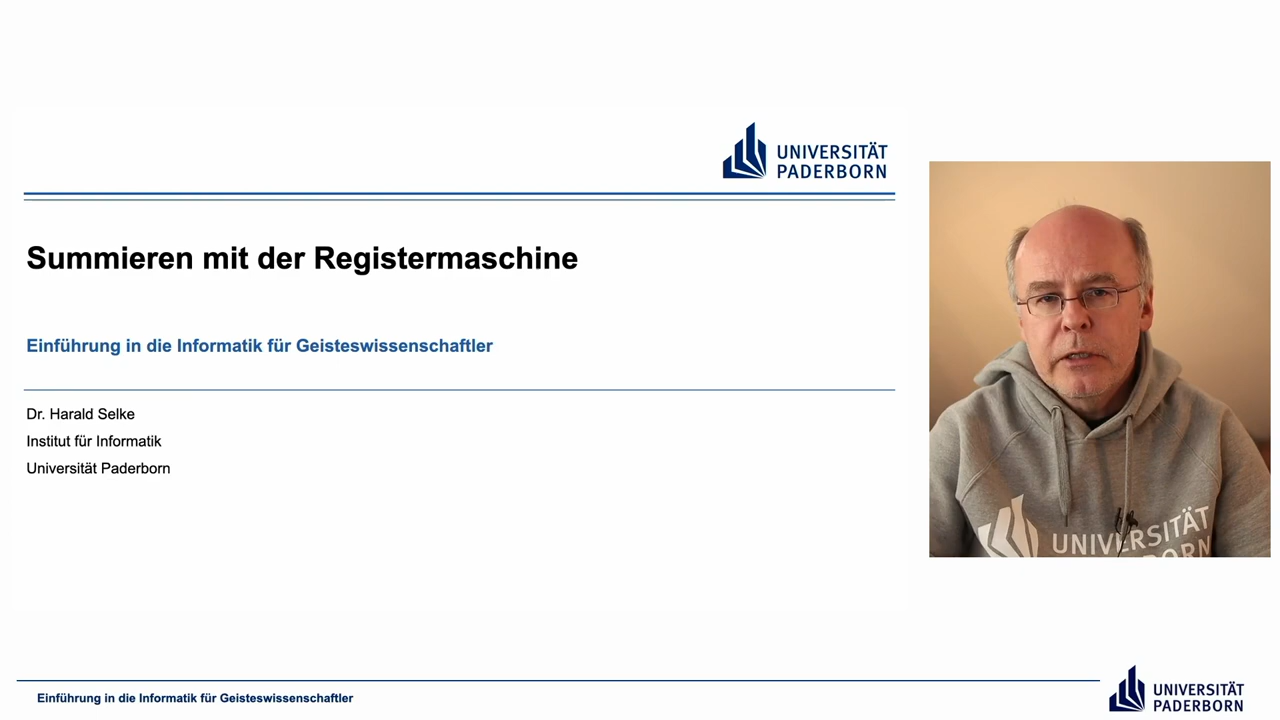 UNIVERSITÄT
PADERBORN
Summieren mit der Registermaschine
Einführung in die Informatik für Geisteswissenschaftler
Dr. Harald Selke
Institut für Informatik
Universität Paderborn
UNIVERSITÄT
Einführung in die Informatik für Geisteswissenschaftler
UNIVERSITÄT
PADERBORN